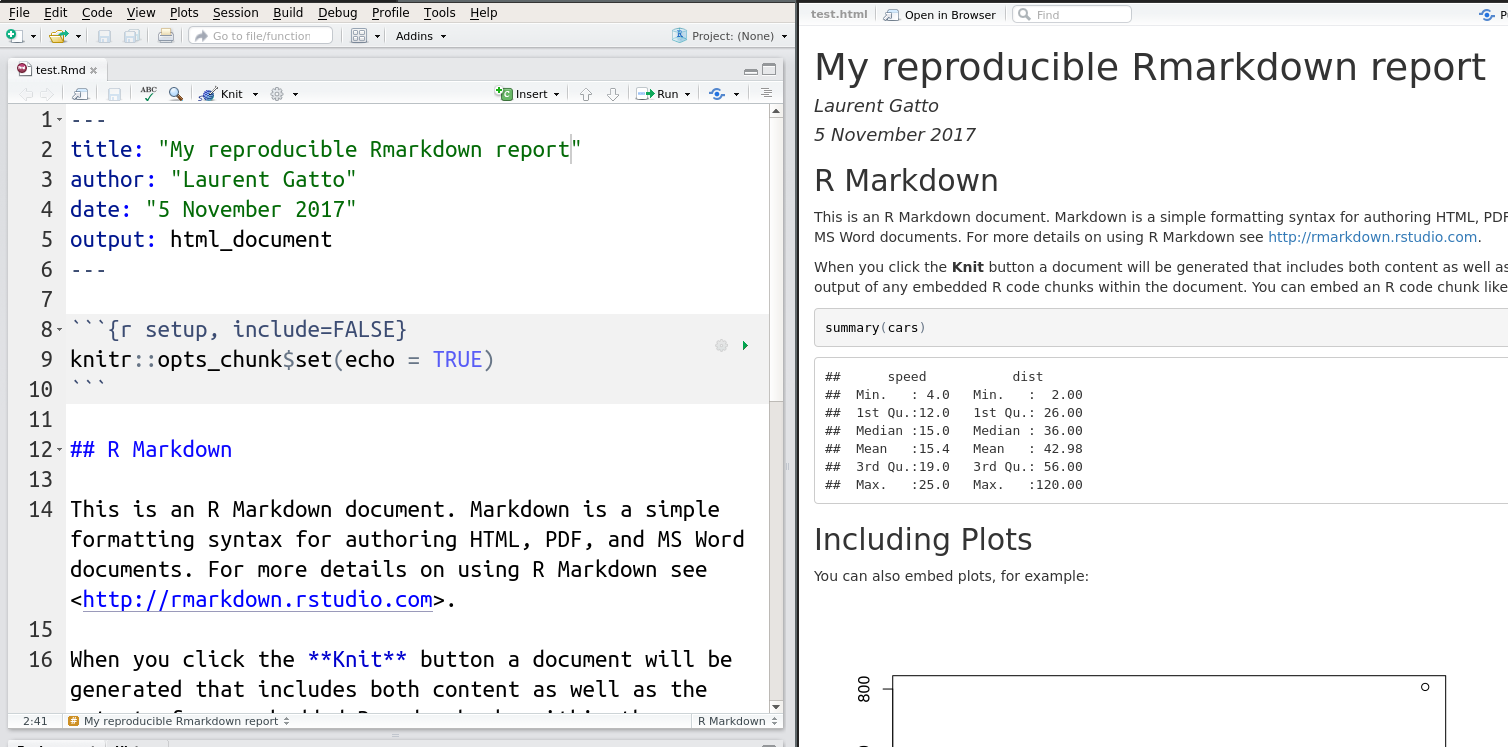 File Edit Code View Plots Session Build Debug Profile Tools Help
Go to file/function Addins Project: (None)
test.Rmd
ABC Knit Insert Run
1 ---
2 title: "My reproducible Rmarkdown report"
3 author: "Laurent Gatto"
4 date: "5 November 2017"
5 output: html_document
6 ---
7
8 ```{r setup, include=FALSE}
9 knitr::opts_chunk$set(echo = TRUE)
10 ```
11
12 ## R Markdown
13
14 This is an R Markdown document. Markdown is a simple
formatting syntax for authoring HTML, PDF, and MS Word
documents. For more details on using R Markdown see
<http://rmarkdown.rstudio.com>.
15
16 When you click the **Knit** button a document will be
generated that includes both content as well as the
2:41 # My reproducible Rmarkdown report R Markdown
test.html Open in Browser Find
My reproducible Rmarkdown report
Laurent Gatto
5 November 2017
R Markdown
This is an R Markdown document. Markdown is a simple formatting syntax for authoring HTML, PDF
MS Word documents. For more details on using R Markdown see http://rmarkdown.rstudio.com.
When you click the Knit button a document will be generated that includes both content as well as
output of any embedded R code chunks within the document. You can embed an R code chunk like
summary(cars)
## speed dist
## Min. : 4.0 Min. : 2.00
## 1st Qu.:12.0 1st Qu.: 26.00
## Median :15.0 Median : 36.00
## Mean :15.4 Mean : 42.98
## 3rd Qu.:19.0 3rd Qu.: 56.00
## Max. :25.0 Max. :120.00
Including Plots
You can also embed plots, for example:
800